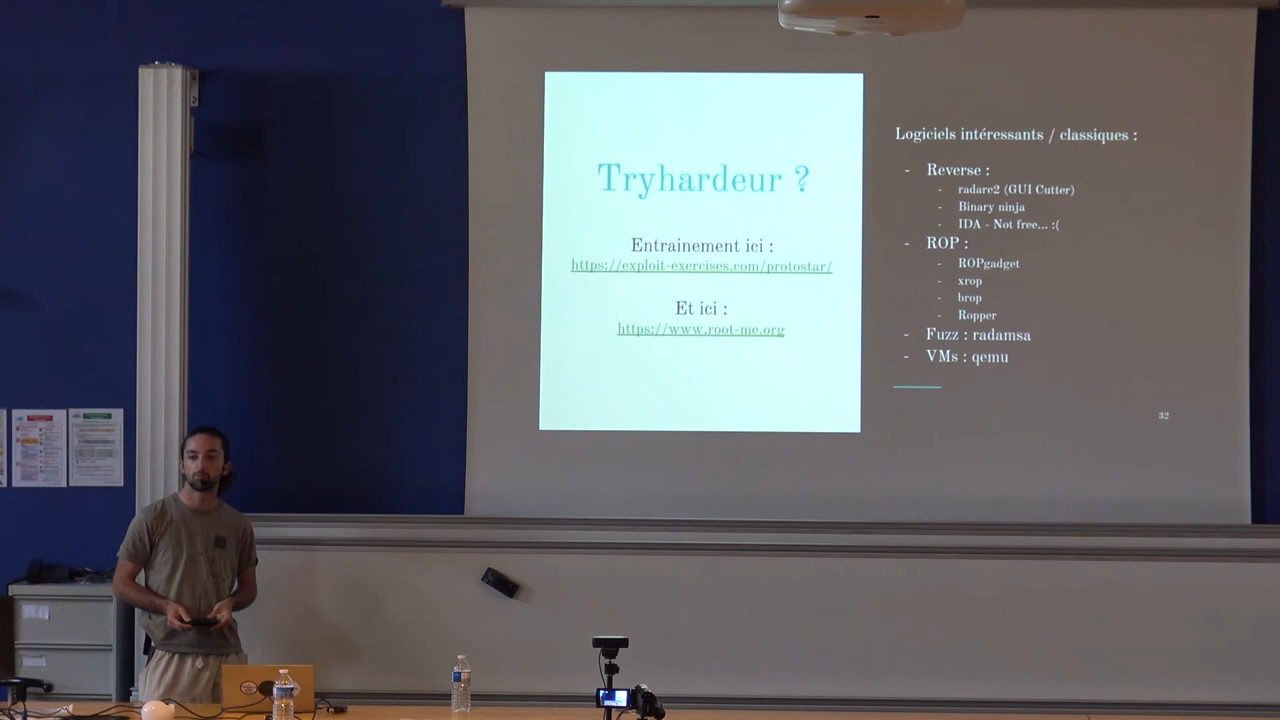 Tryhardeur ?
Entrainement ici :
https://exploit-exercises.com/protostar/
Et ici :
https://www.root-me.org
Logiciels intéressants / classiques :
- Reverse :
- radare2 (GUI Cutter)
- Binary ninja
- IDA - Not free... :(
- ROP :
- ROPgadget
- xrop
- brop
- Ropper
- Fuzz : radamsa
- VMs : qemu
32